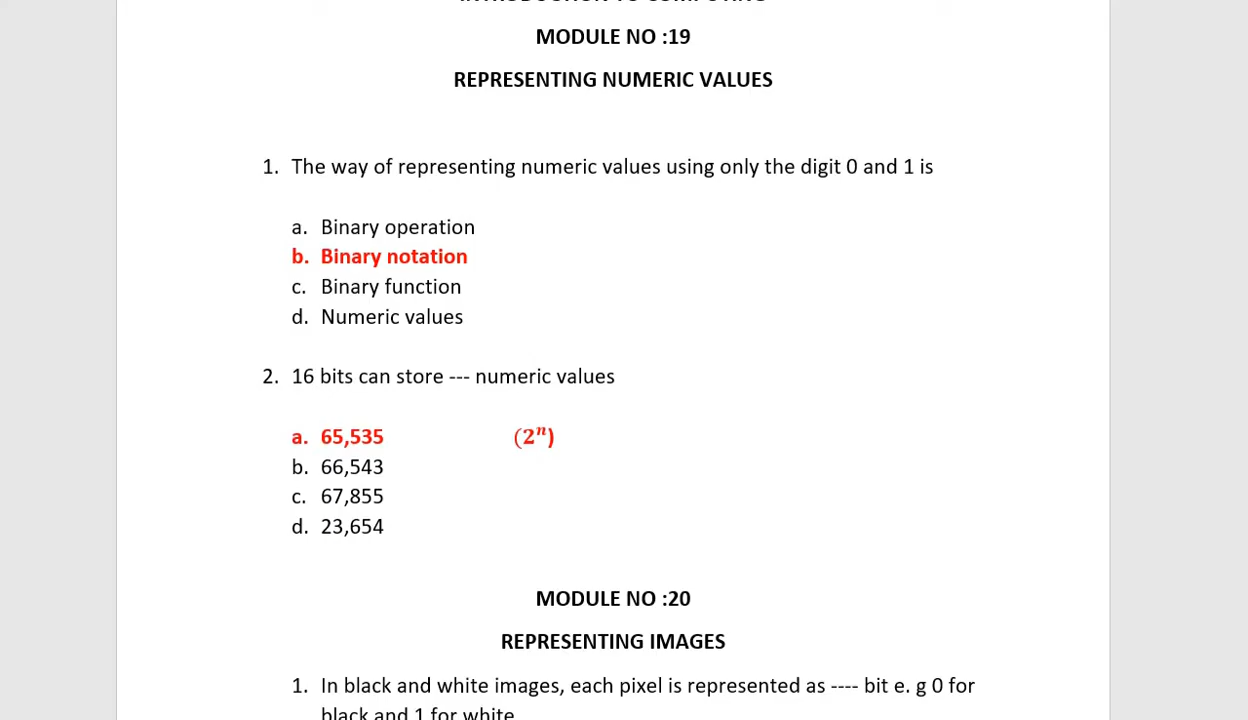 INTRODUCTION TO COMPUTING
MODULE NO :19
REPRESENTING NUMERIC VALUES
1. The way of representing numeric values using only the digit 0 and 1 is
a. Binary operation
b. Binary notation
c. Binary function
d. Numeric values
2. 16 bits can store --- numeric values
a. 65,535 (2ⁿ)
b. 66,543
c. 67,855
d. 23,654
MODULE NO :20
REPRESENTING IMAGES
1. In black and white images, each pixel is represented as ---- bit e. g 0 for
black and 1 for white